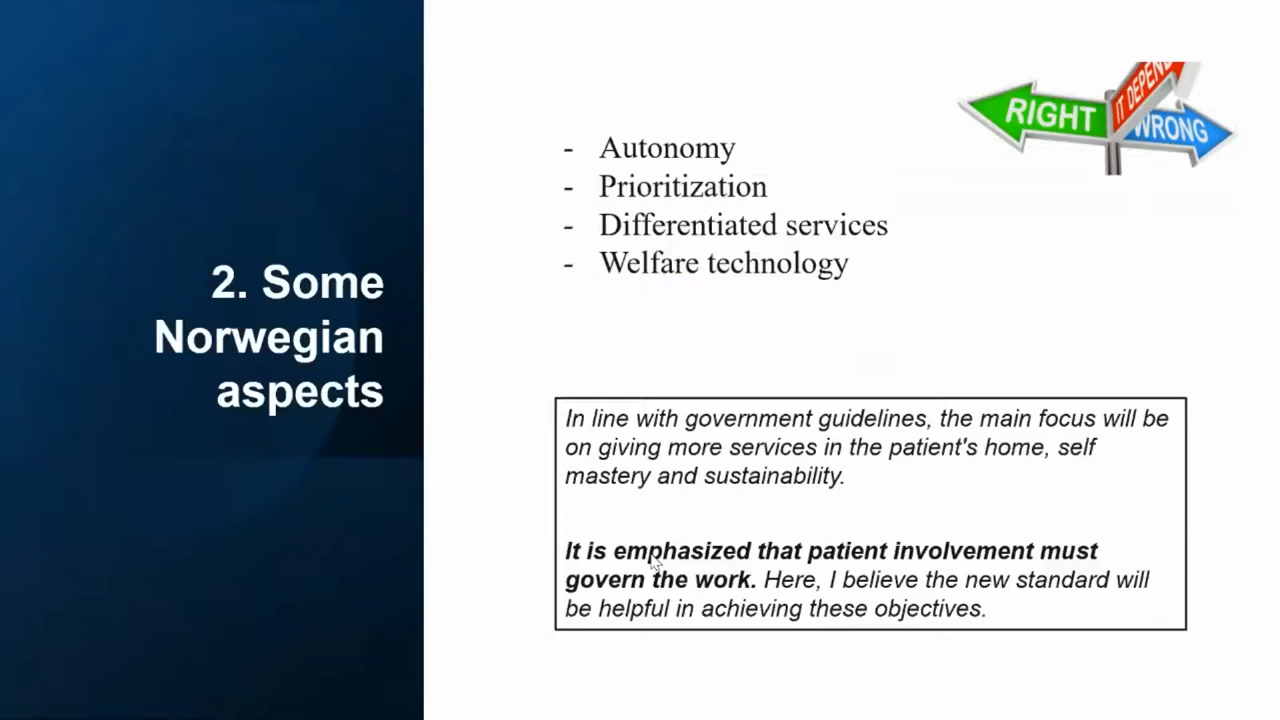 2. Some
Norwegian
aspects
RIGHT
IT DEPEND
WRONG
- Autonomy
- Prioritization
- Differentiated services
- Welfare technology
In line with government guidelines, the main focus will be
on giving more services in the patient's home, self
mastery and sustainability.
It is emphasized that patient involvement must
govern the work. Here, I believe the new standard will
be helpful in achieving these objectives.